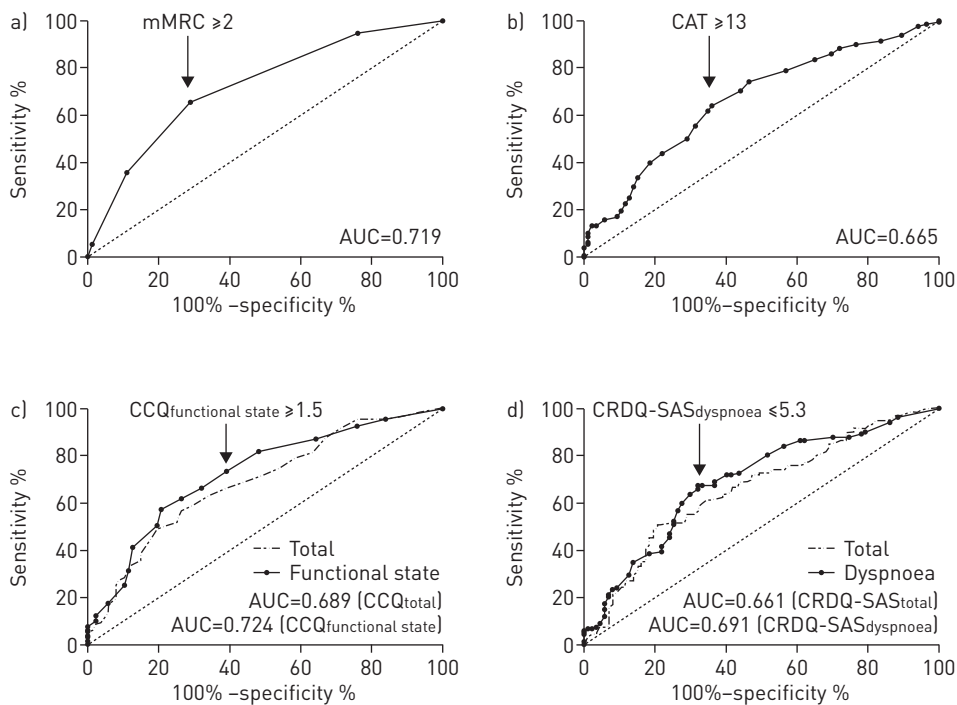 a)
mMRC ⩾2
100
80
60
40
20
0
Sensitivity %
AUC=0.719
0 20 40 60 80 100
100% –specificity %
b)
CAT ⩾13
100
80
60
40
20
0
Sensitivity %
AUC=0.665
0 20 40 60 80 100
100% –specificity %
c)
CCQfunctional state ⩾1.5
100
80
60
40
20
0
Sensitivity %
Total
Functional state
AUC=0.689 (CCQtotal)
AUC=0.724 (CCQfunctional state)
0 20 40 60 80 100
100% –specificity %
d)
CRDQ-SASdyspnoea ⩽5.3
100
80
60
40
20
0
Sensitivity %
Total
Dyspnoea
AUC=0.661 (CRDQ-SAStotal)
AUC=0.691 (CRDQ-SASdyspnoea)
0 20 40 60 80 100
100%–specificity %